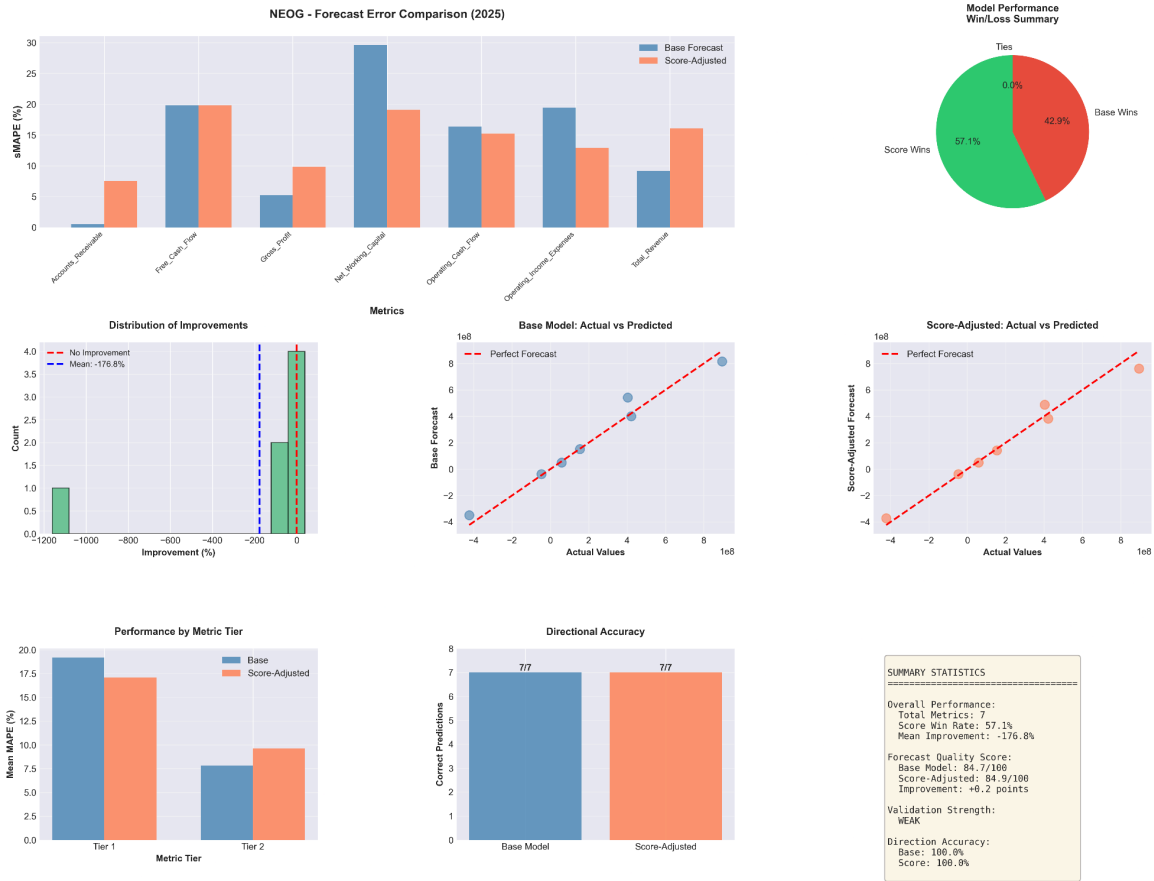 NEOG - Forecast Error Comparison (2025)
sMAPE (%)
30
25
20
15
10
5
0
Base Forecast
Score-Adjusted
Accounts_Receivable
Free_Cash_Flow
Gross_Profit
Net_Working_Capital
Operating_Cash_Flow
Operating_Income_Expenses
Total_Revenue
Metrics
Model Performance
Win/Loss Summary
Ties
0.0%
42.9%
Base Wins
57.1%
Score Wins
Distribution of Improvements
No Improvement
Mean: -176.8%
Count
4.0
3.5
3.0
2.5
2.0
1.5
1.0
0.5
0.0
−1200 −1000 −800 −600 −400 −200 0
Improvement (%)
Base Model: Actual vs Predicted
1e8
Perfect Forecast
Base Forecast
8
6
4
2
0
−2
−4
−4 −2 0 2 4 6 8
Actual Values
1e8
Score-Adjusted: Actual vs Predicted
1e8
Perfect Forecast
Score-Adjusted Forecast
8
6
4
2
0
−2
−4
−4 −2 0 2 4 6 8
Actual Values
1e8
Performance by Metric Tier
Base
Score-Adjusted
Mean MAPE (%)
20.0
17.5
15.0
12.5
10.0
7.5
5.0
2.5
0.0
Tier 1 Tier 2
Metric Tier
Directional Accuracy
Correct Predictions
8
7
6
5
4
3
2
1
0
7/7 7/7
Base Model Score-Adjusted
SUMMARY STATISTICS
===================================
Overall Performance:
Total Metrics: 7
Score Win Rate: 57.1%
Mean Improvement: -176.8%
Forecast Quality Score:
Base Model: 84.7/100
Score-Adjusted: 84.9/100
Improvement: +0.2 points
Validation Strength:
WEAK
Direction Accuracy:
Base: 100.0%
Score: 100.0%